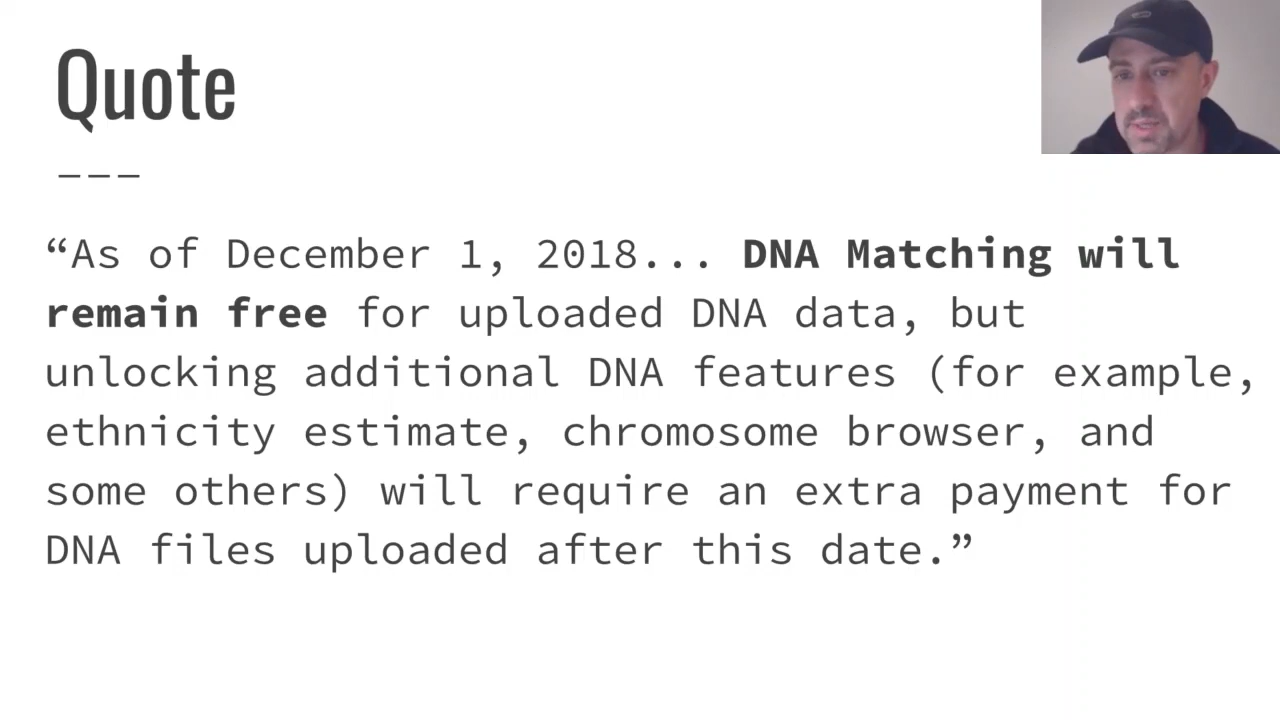 Quote
“As of December 1, 2018... DNA Matching will
remain free for uploaded DNA data, but
unlocking additional DNA features (for example,
ethnicity estimate, chromosome browser, and
some others) will require an extra payment for
DNA files uploaded after this date.”